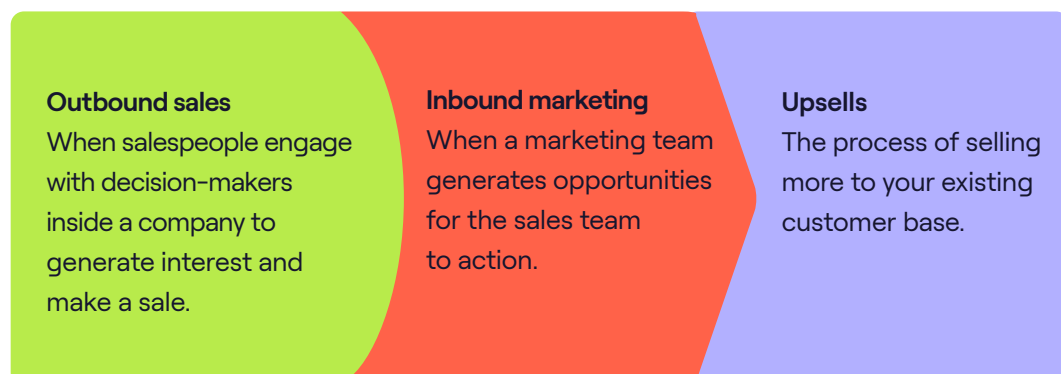 Outbound sales
When salespeople engage
with decision-makers
inside a company to
generate interest and
make a sale.
Inbound marketing
When a marketing team
generates opportunities
for the sales team
to action.
Upsells
The process of selling
more to your existing
customer base.